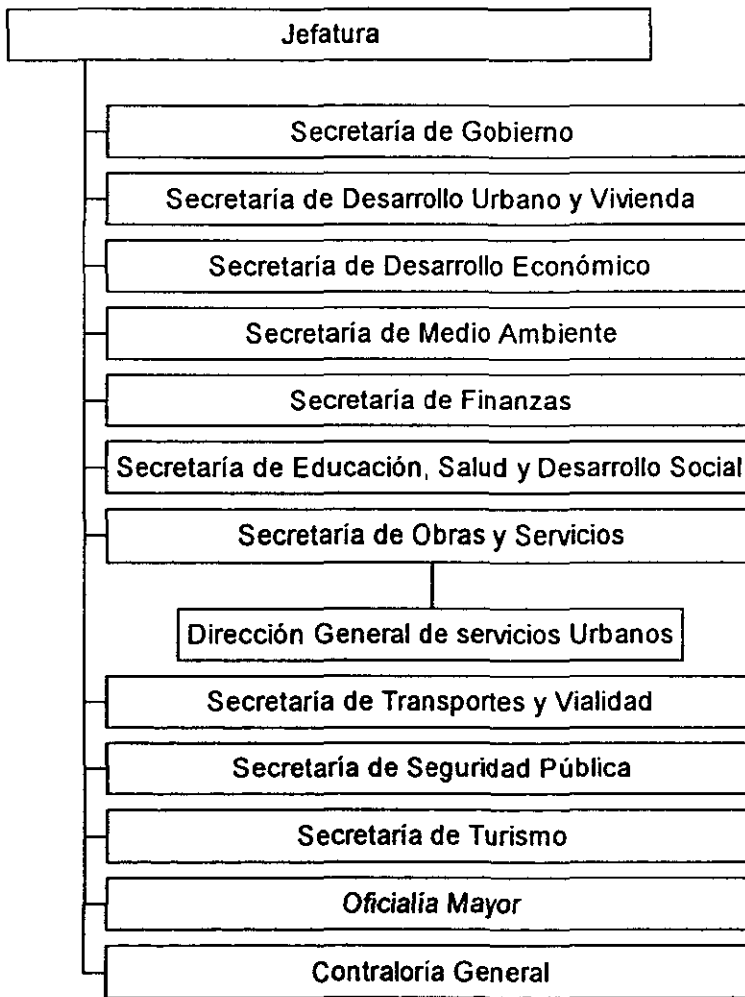 Jefatura
Secretaría de Gobierno
Secretaría de Desarrollo Urbano y Vivienda
Secretaría de Desarrollo Económico
Secretaría de Medio Ambiente
Secretaría de Finanzas
Secretaría de Educación, Salud y Desarrollo Social
Secretaría de Obras y Servicios
Dirección General de servicios Urbanos
Secretaría de Transportes y Vialidad
Secretaría de Seguridad Pública
Secretaría de Turismo
Oficialía Mayor
Contraloría General